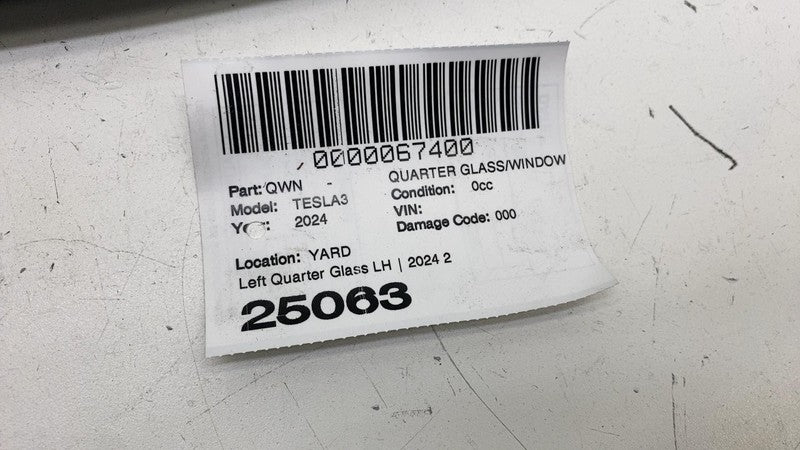 0000067400
Part: QWN - QUARTER GLASS/WINDOW
Model: TESLA3 Condition: 0cc
VIN:
2024 Damage Code: 000
Location: YARD
Left Quarter Glass LH | 2024 2
25063